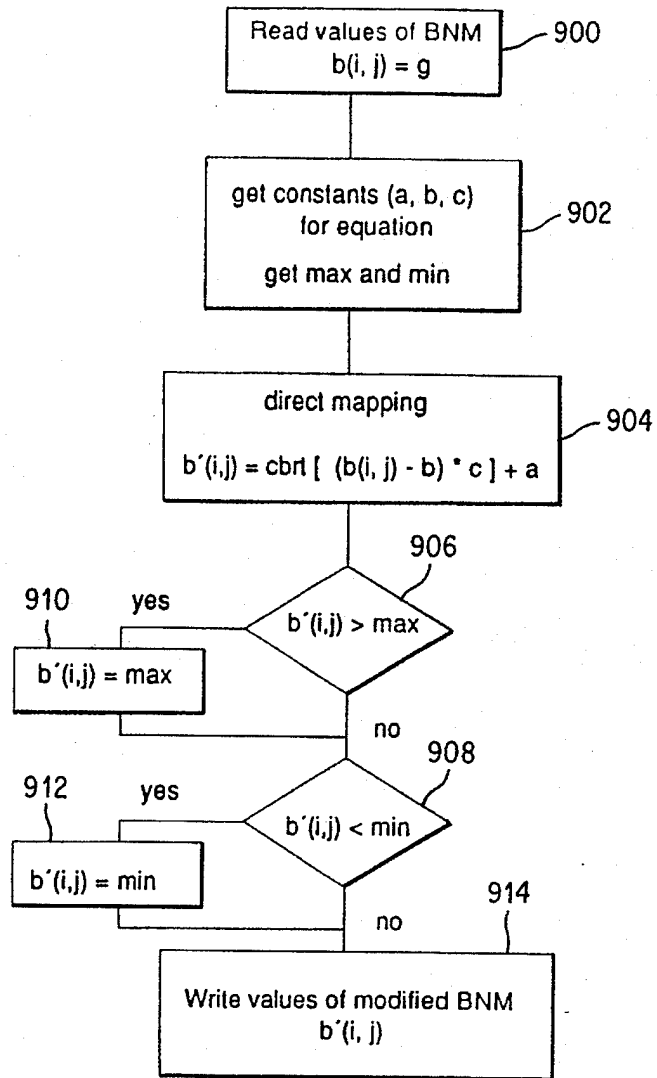 Read values of BNM
b(i, j) = g
900
get constants (a, b, c)
for equation
get max and min
902
direct mapping
b´(i,j) = cbrt [ (b(i, j) - b) * c ] + a
904
906
b´(i,j) > max
yes
910
b´(i,j) = max
no
908
b´(i,j) < min
yes
912
b´(i,j) = min
no
914
Write values of modified BNM
b´(i, j)